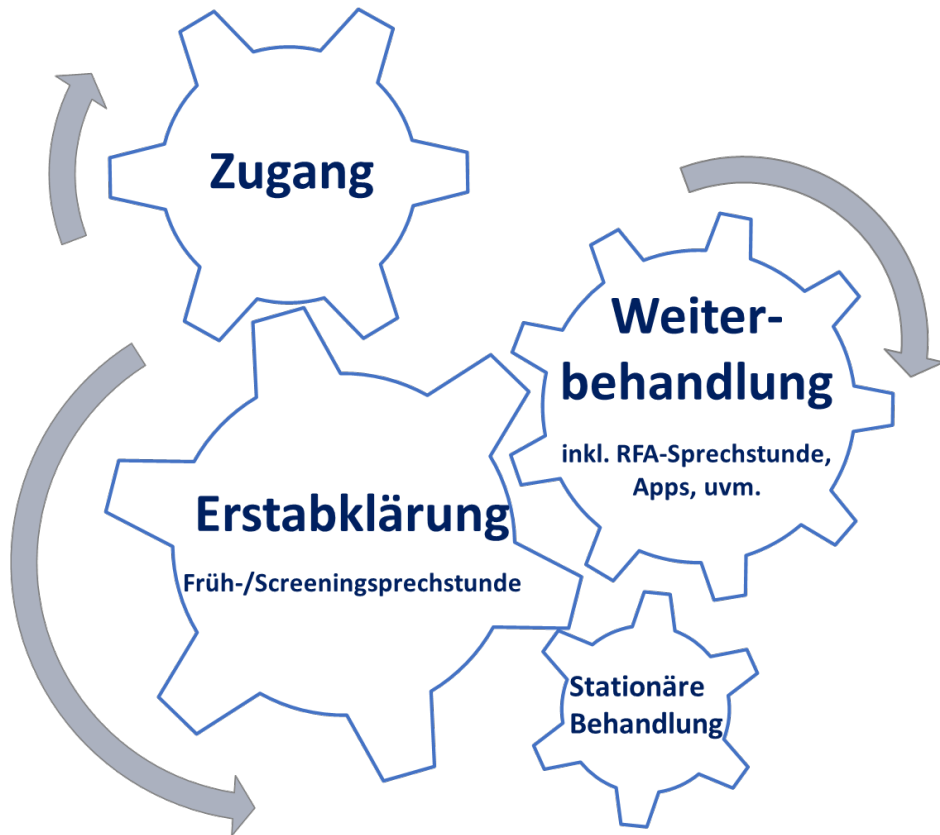 Zugang
Weiter-
behandlung
inkl. RFA-Sprechstunde,
Apps, uvm.
Erstabklärung
Früh-/Screeningsprechstunde
Stationäre
Behandlung